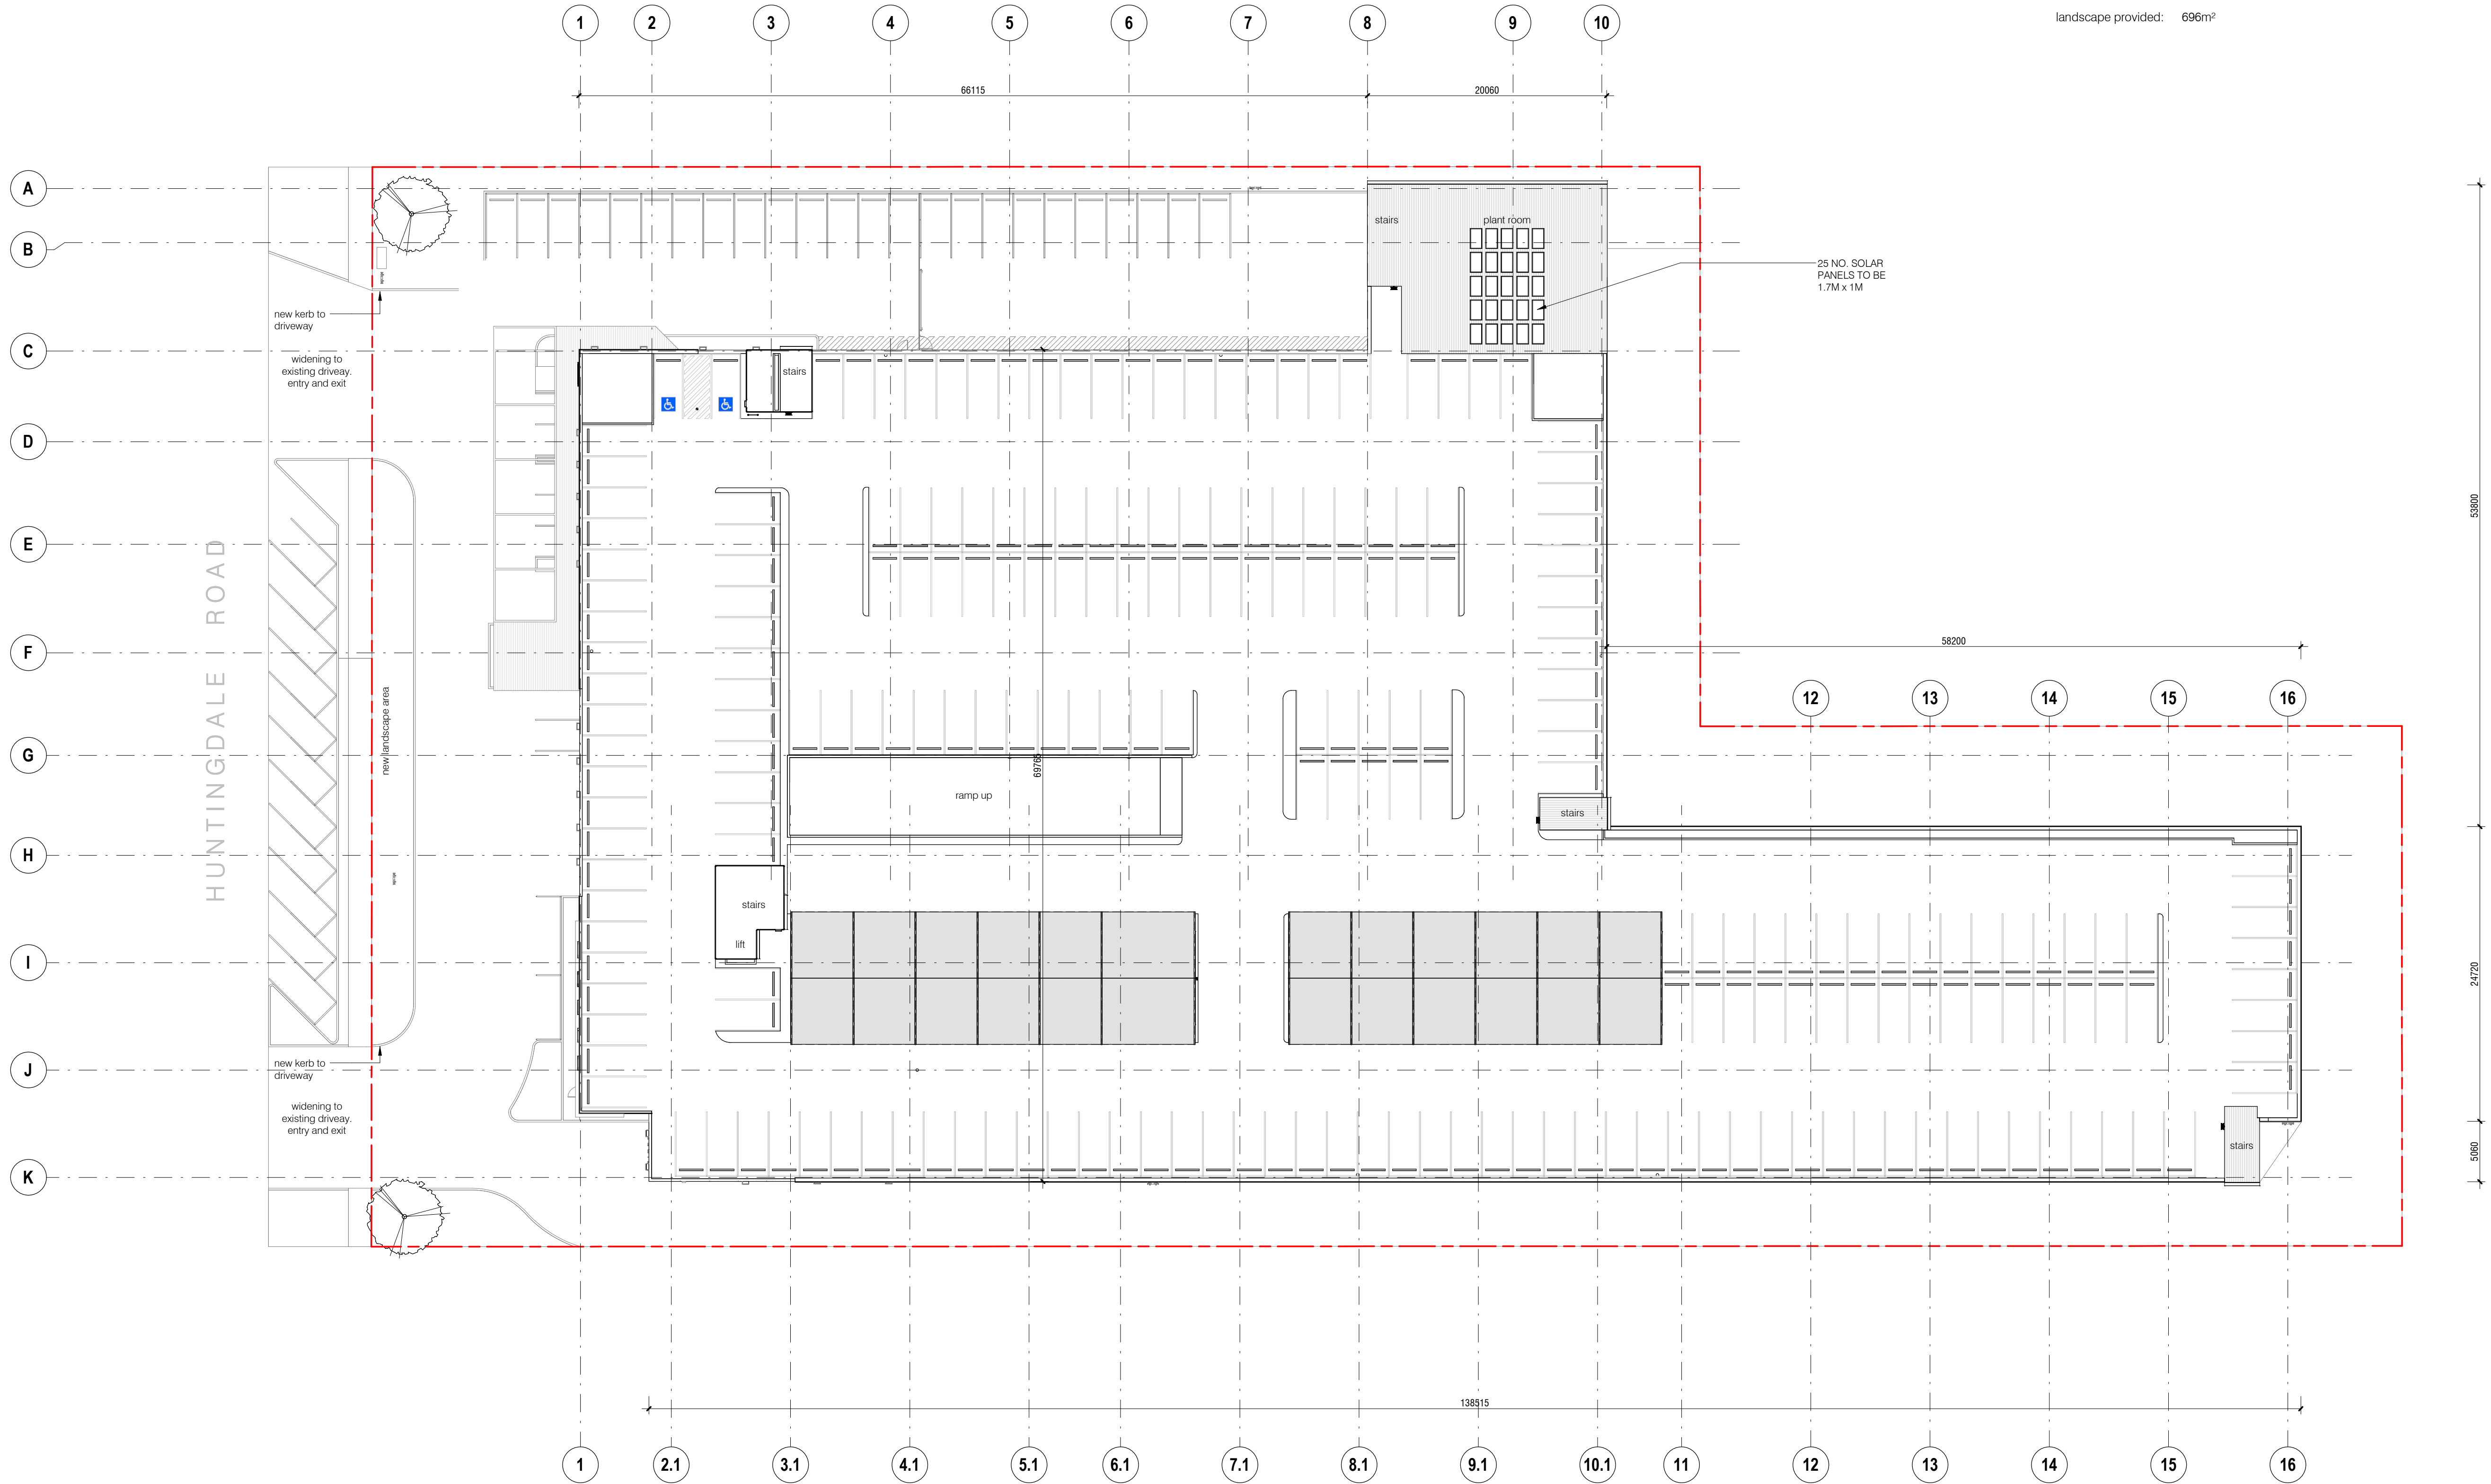 1 2 3 4 5 6 7 8 9 10
landscape provided: 696m²
66115
20060
A
B
C
D
E
F
G
H
I
J
K
stairs
plant room
25 NO. SOLAR
PANELS TO BE
1.7M x 1M
new kerb to
driveway
widening to
existing driveay.
entry and exit
stairs
53800
HUNTINGDALE ROAD
58200
12 13 14 15 16
new landscape area
69765
ramp up
stairs
stairs
lift
24720
new kerb to
driveway
widening to
existing driveay.
entry and exit
stairs
5060
138515
1 2.1 3.1 4.1 5.1 6.1 7.1 8.1 9.1 10.1 11 12 13 14 15 16